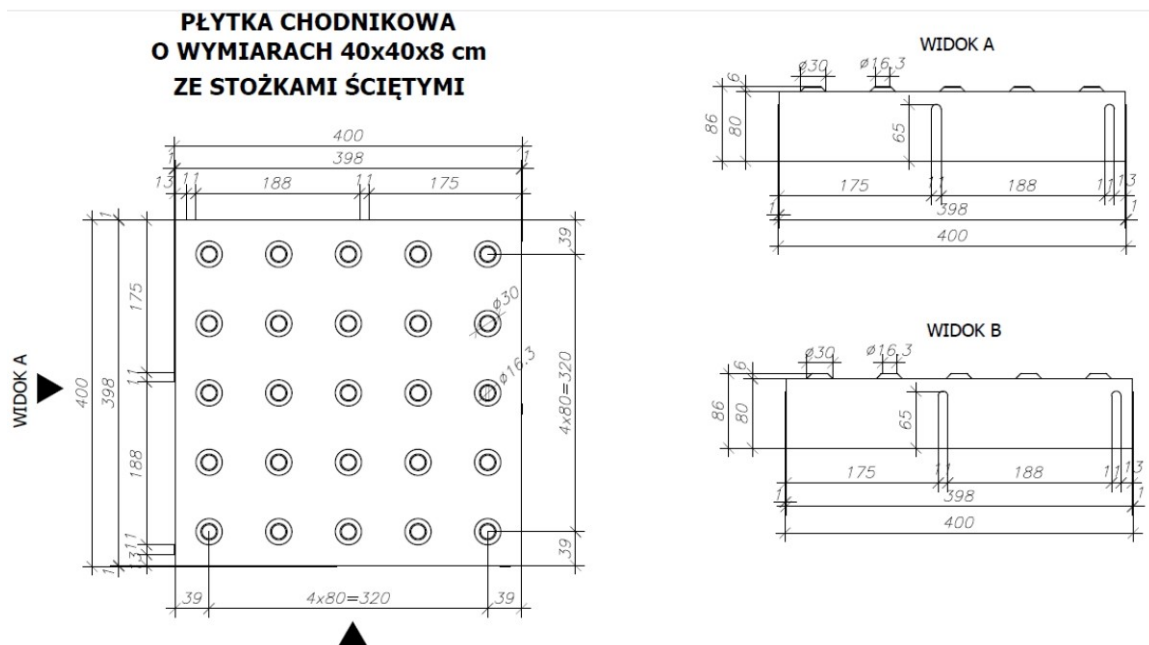 PŁYTKA CHODNIKOWA
O WYMIARACH 40x40x8 cm
ZE STOŻKAMI ŚCIĘTYMI
400
1 398 1
13 11 188 11 175
400
398
1
175
11
188
11
13
1
39
4x80=320
39
ø30
ø16.3
39 4x80=320 39
WIDOK A
WIDOK A
ø30 ø16.3
6
86
80
65
175 11 188 11 13
1 398 1
400
WIDOK B
ø30 ø16.3
6
86
80
65
175 11 188 11 13
1 398 1
400